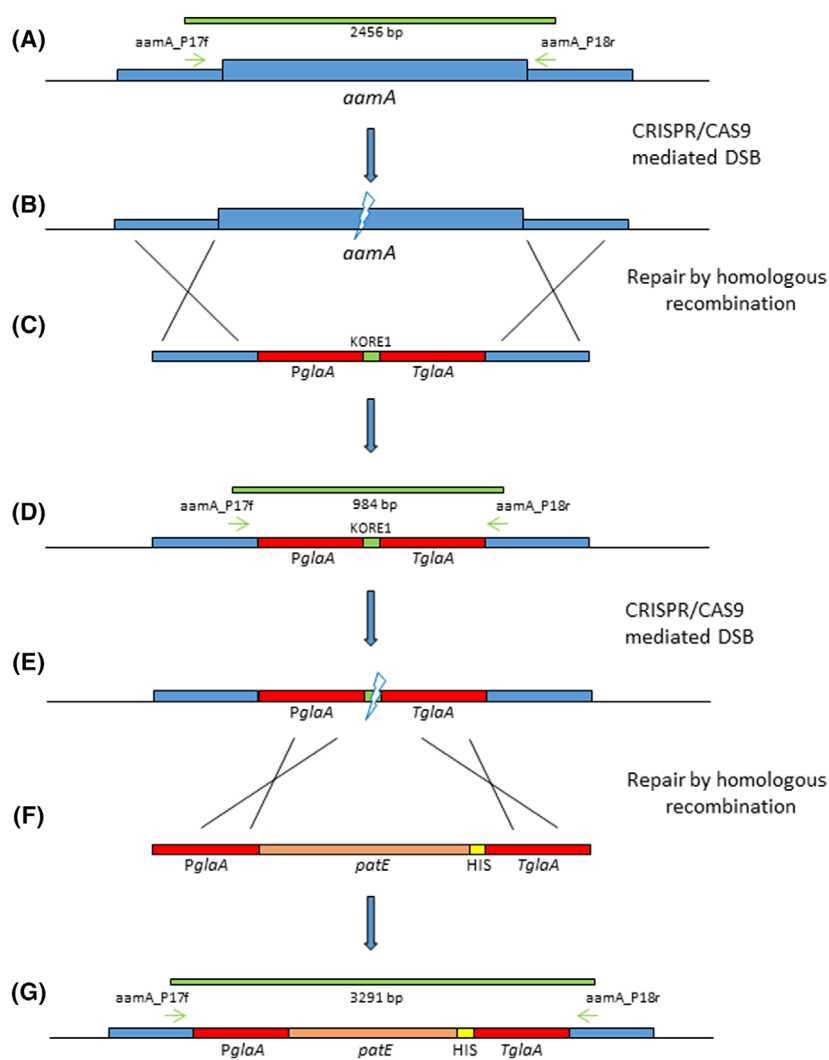 (A)
2456 bp
aamA_P17f
aamA_P18r
aamA
CRISPR/CAS9
mediated DSB
(B)
aamA
Repair by homologous
recombination
(C)
KORE1
PglaA
TglaA
984 bp
aamA_P17f
aamA_P18r
(D)
KORE1
PglaA
TglaA
CRISPR/CAS9
mediated DSB
(E)
PglaA
TglaA
Repair by homologous
recombination
(F)
PglaA
patE
HIS
TglaA
(G)
aamA_P17f
3291 bp
aamA_P18r
PglaA
patE
HIS
TglaA